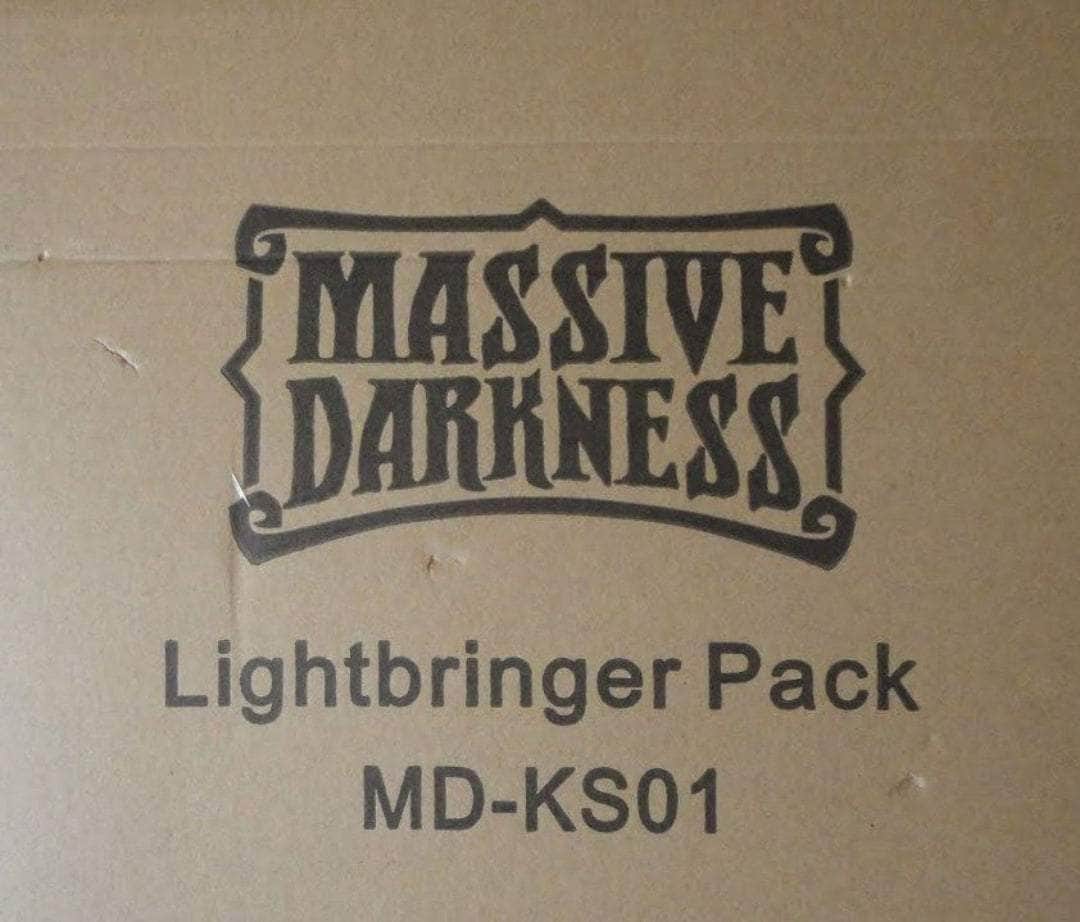 MASSIVE
DARKNESS
Lightbringer Pack
MD-KS01